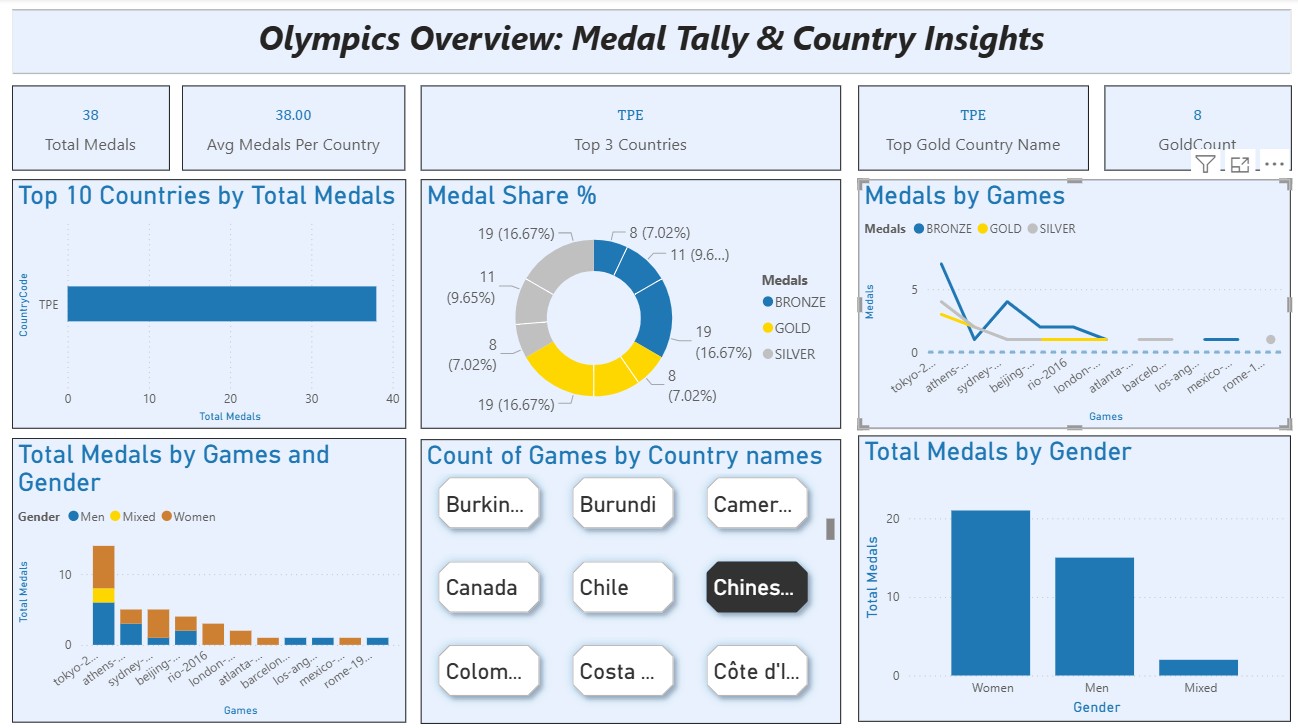 Olympics Overview: Medal Tally & Country Insights
38
Total Medals
38.00
Avg Medals Per Country
TPE
Top 3 Countries
TPE
Top Gold Country Name
8
GoldCount
Top 10 Countries by Total Medals
CountryCode
TPE
0 10 20 30 40
Total Medals
Medal Share %
19 (16.67%)
8 (7.02%)
11 (9.6...)
11
(9.65%)
8
(7.02%)
19 (16.67%)
8
(7.02%)
19
(16.67%)
Medals
BRONZE
GOLD
SILVER
Medals by Games
Medals BRONZE GOLD SILVER
Medals
5
0
tokyo-2... athens-... sydney-... beijing-... rio-2016 london-... atlanta-... barcelo... los-ang... mexico-... rome-1...
Games
Total Medals by Games and
Gender
Gender Men Mixed Women
Total Medals
10
0
tokyo-2... athens-... sydney-... beijing-... rio-2016 london-... atlanta-... barcelon... los-ang... mexico-... rome-19...
Games
Count of Games by Country names
Burkin... Burundi Camer...
Canada Chile Chines...
Colom... Costa ... Côte d'I...
Total Medals by Gender
Total Medals
20
10
0
Women Men Mixed
Gender